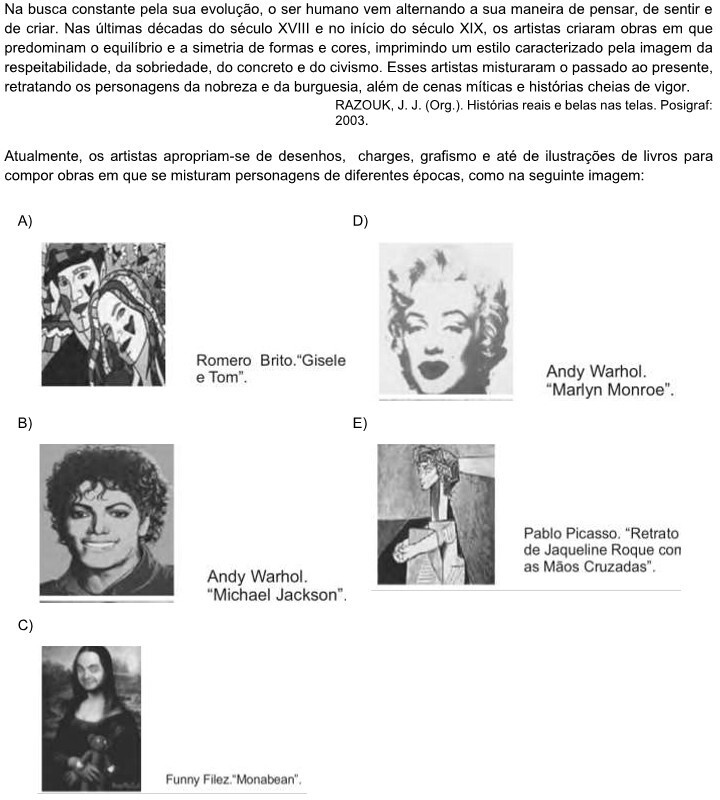 Na busca constante pela sua evolução, o ser humano vem alternando a sua maneira de pensar, de sentir e
de criar. Nas últimas décadas do século XVIII e no início do século XIX, os artistas criaram obras em que
predominam o equilíbrio e a simetria de formas e cores, imprimindo um estilo caracterizado pela imagem da
respeitabilidade, da sobriedade, do concreto e do civismo. Esses artistas misturaram o passado ao presente,
retratando os personagens da nobreza e da burguesia, além de cenas míticas e histórias cheias de vigor.
RAZOUK, J. J. (Org.). Histórias reais e belas nas telas. Posigraf:
2003.
Atualmente, os artistas apropriam-se de desenhos, charges, grafismo e até de ilustrações de livros para
compor obras em que se misturam personagens de diferentes épocas, como na seguinte imagem:
A)
Romero Brito.“Gisele
e Tom”.
B)
Andy Warhol.
“Michael Jackson”.
C)
Funny Filez.“Monabean”.
D)
Andy Warhol.
“Marlyn Monroe”.
E)
Pablo Picasso. “Retrato
de Jaqueline Roque con
as Mãos Cruzadas”.